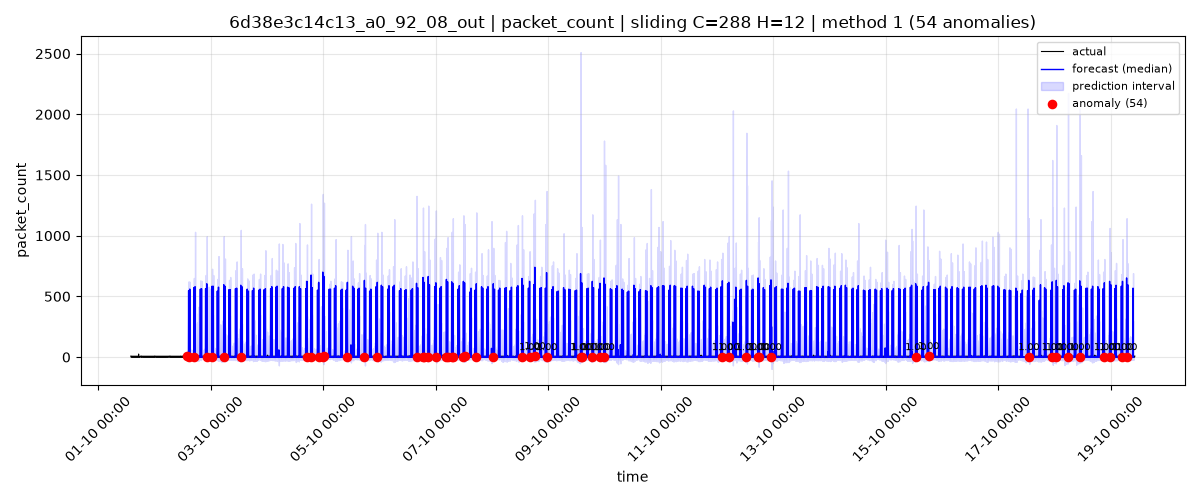 6d38e3c14c13_a0_92_08_out | packet_count | sliding C=288 H=12 | method 1 (54 anomalies)
actual
forecast (median)
prediction interval
anomaly (54)
packet_count
2500
2000
1500
1000
500
0
01-10 00:00
03-10 00:00
05-10 00:00
07-10 00:00
09-10 00:00
11-10 00:00
13-10 00:00
15-10 00:00
17-10 00:00
19-10 00:00
time